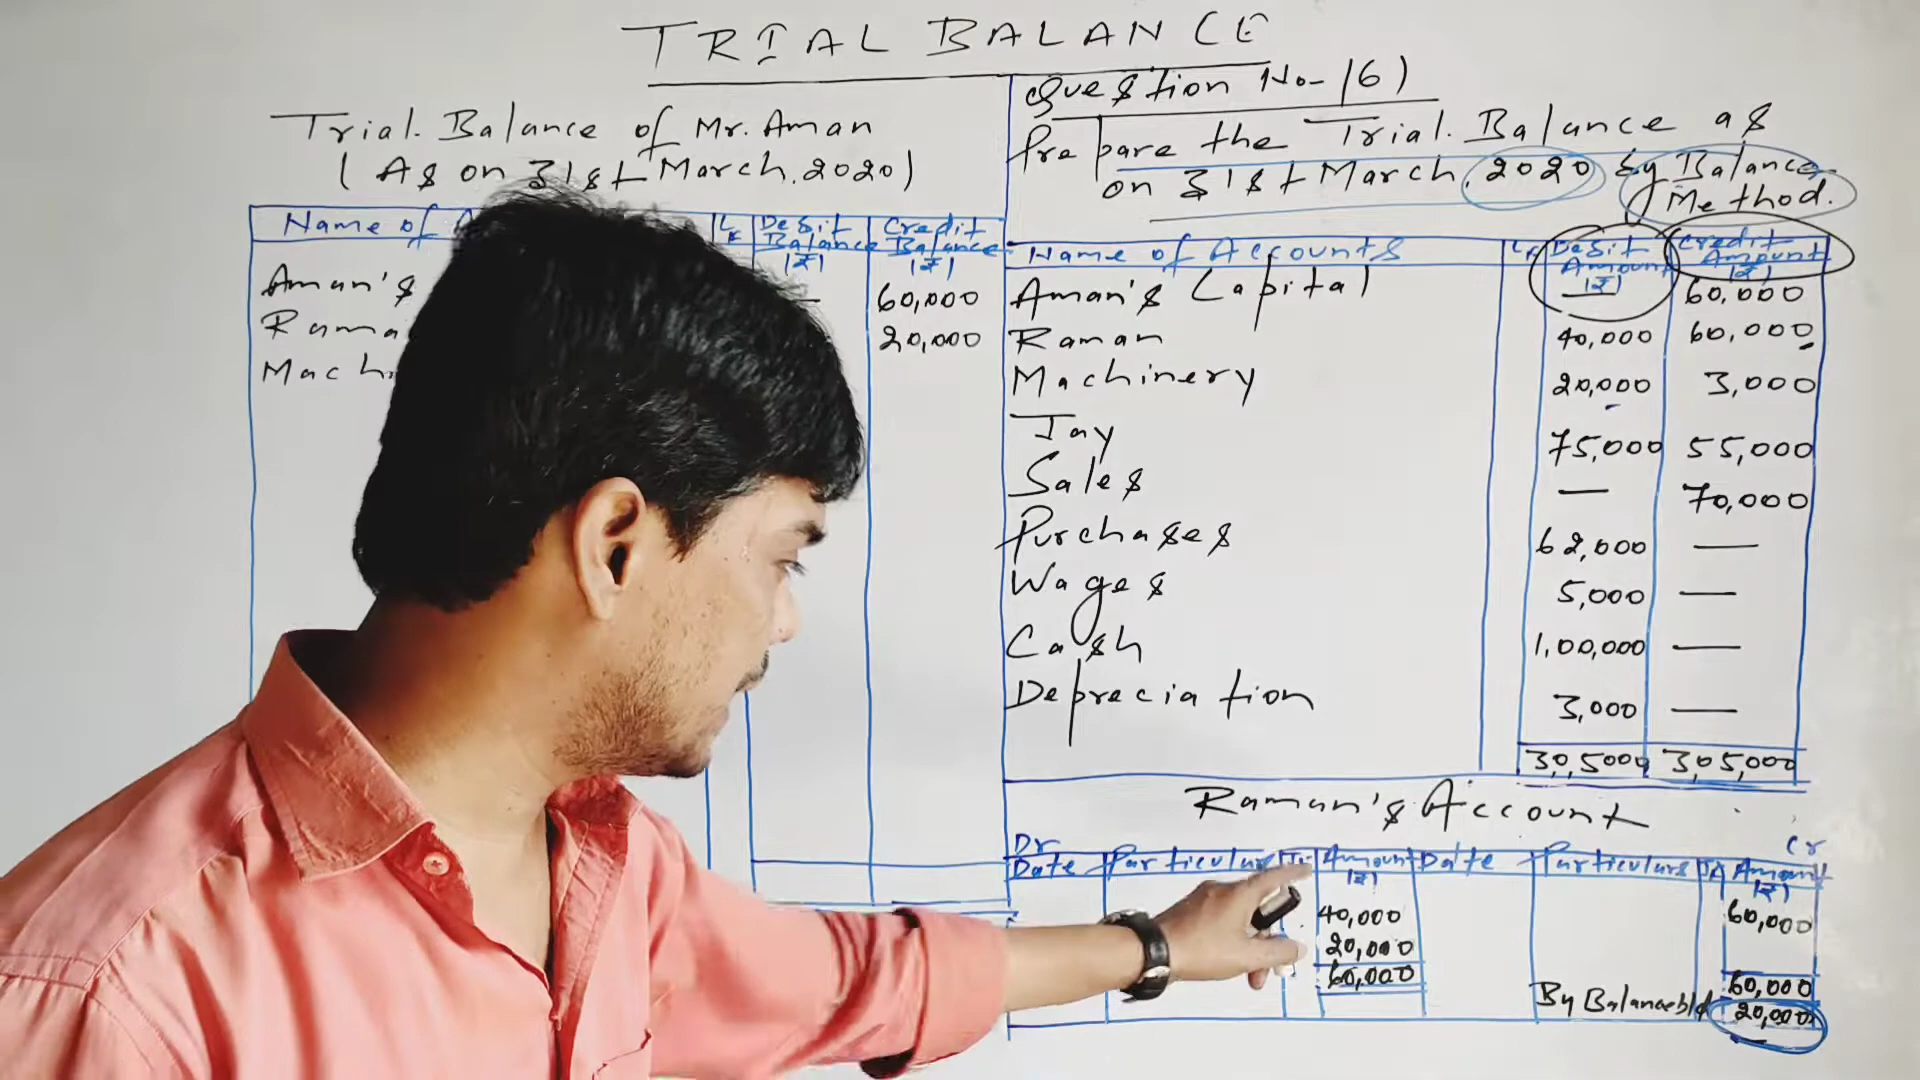 TRIAL BALANCE
Trial Balance of Mr. Aman
(As on 31st March, 2020)
Name of L.F. Debit Balance (₹) Credit Balance (₹)
Aman's — 60,000
Rama 20,000
Machi
Question No-16)
Prepare the Trial Balance as
on 31st March, 2020 by Balance
Method.
Name of Accounts L.F. Debit Amount (₹) Credit Amount (₹)
Aman's Capital — 60,000
Raman 40,000 60,000
Machinery 20,000 3,000
Jay 75,000 55,000
Sales — 70,000
Purchases 62,000 —
Wages 5,000 —
Cash 1,00,000 —
Depreciation 3,000 —
30,5000 3,05,000
Raman's Account
Dr Cr
Date Particulars Amount (₹) Date Particulars Amount (₹)
40,000 60,000
20,000
60,000 60,000
By Balance b/d 20,000